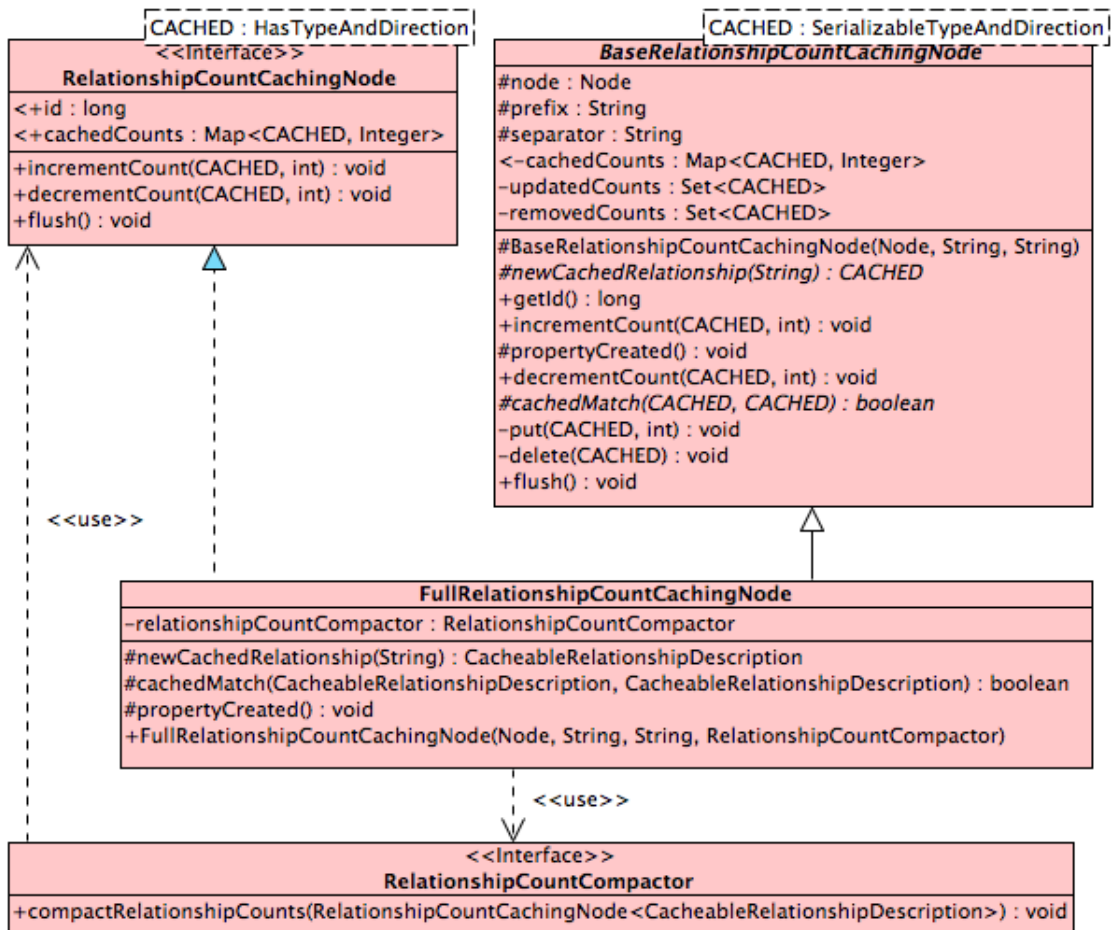 CACHED : HasTypeAndDirection
<<Interface>>
RelationshipCountCachingNode
<+id : long
<+cachedCounts : Map<CACHED, Integer>
+incrementCount(CACHED, int) : void
+decrementCount(CACHED, int) : void
+flush() : void
CACHED : SerializableTypeAndDirection
BaseRelationshipCountCachingNode
#node : Node
#prefix : String
#separator : String
<-cachedCounts : Map<CACHED, Integer>
-updatedCounts : Set<CACHED>
-removedCounts : Set<CACHED>
#BaseRelationshipCountCachingNode(Node, String, String)
#newCachedRelationship(String) : CACHED
+getId() : long
+incrementCount(CACHED, int) : void
#propertyCreated() : void
+decrementCount(CACHED, int) : void
#cachedMatch(CACHED, CACHED) : boolean
-put(CACHED, int) : void
-delete(CACHED) : void
+flush() : void
<<use>>
FullRelationshipCountCachingNode
-relationshipCountCompactor : RelationshipCountCompactor
#newCachedRelationship(String) : CacheableRelationshipDescription
#cachedMatch(CacheableRelationshipDescription, CacheableRelationshipDescription) : boolean
#propertyCreated() : void
+FullRelationshipCountCachingNode(Node, String, String, RelationshipCountCompactor)
<<use>>
<<Interface>>
RelationshipCountCompactor
+compactRelationshipCounts(RelationshipCountCachingNode<CacheableRelationshipDescription>) : void